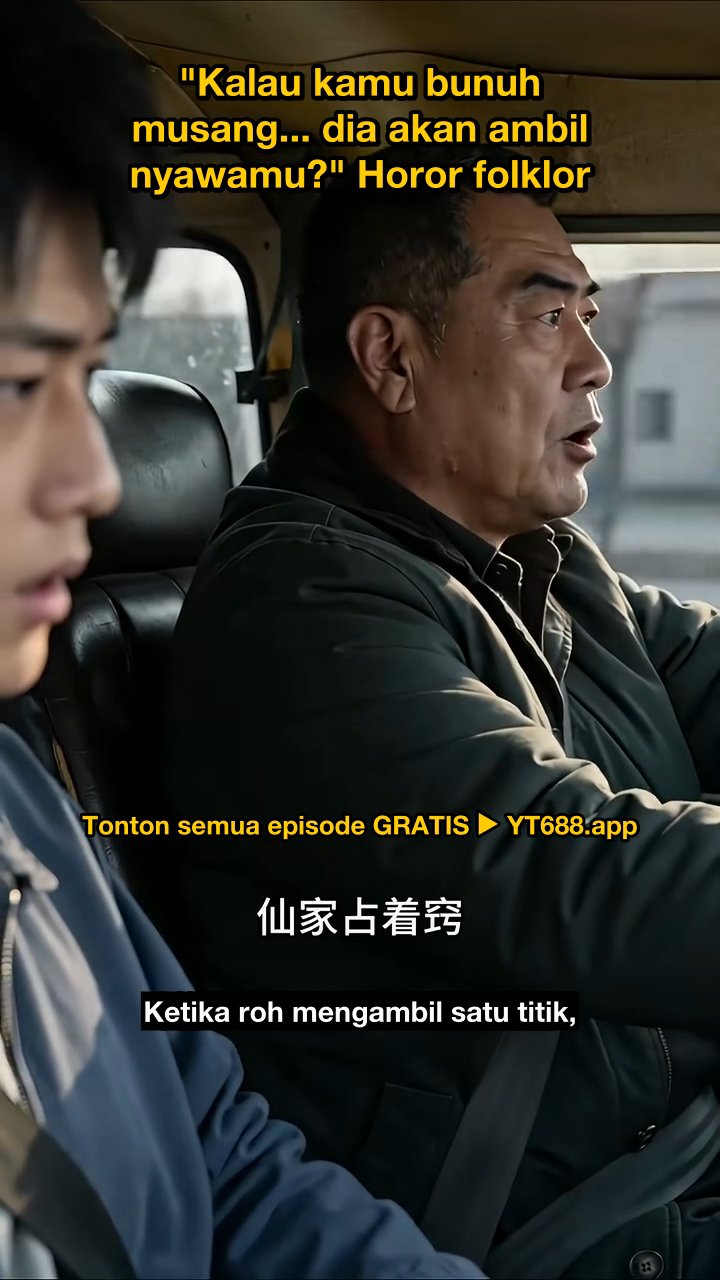 "Kalau kamu bunuh
musang... dia akan ambil
nyawamu?" Horor folklor
Tonton semua episode GRATIS ▶ YT688.app
仙家占着窍
Ketika roh mengambil satu titik,